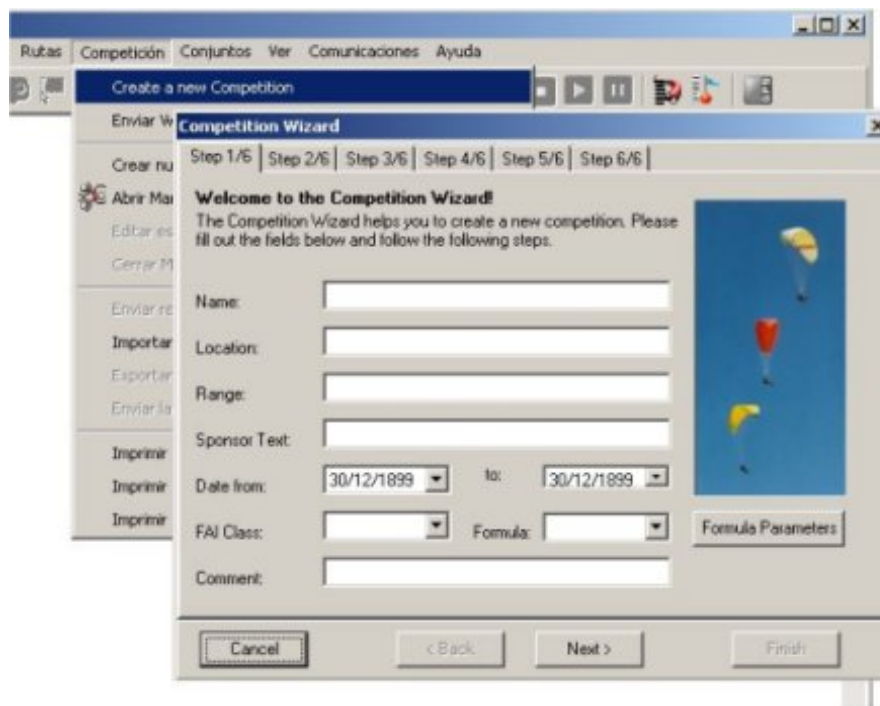 Rutas Competición Conjuntos Ver Comunicaciones Ayuda
Create a new Competition
Enviar
Crear
Abrir
Editar
Cerrar
Enviar
Importar
Exportar
Enviar
Imprimir
Imprimir
Imprimir
Competition Wizard
Step 1/6 Step 2/6 Step 3/6 Step 4/6 Step 5/6 Step 6/6
Welcome to the Competition Wizard!
The Competition Wizard helps you to create a new competition. Please
fill out the fields below and follow the following steps.
Name:
Location:
Range:
Sponsor Text:
Date from: 30/12/1899 to: 30/12/1899
FAI Class: Formula: Formula Parameters
Comment:
Cancel < Back Next > Finish